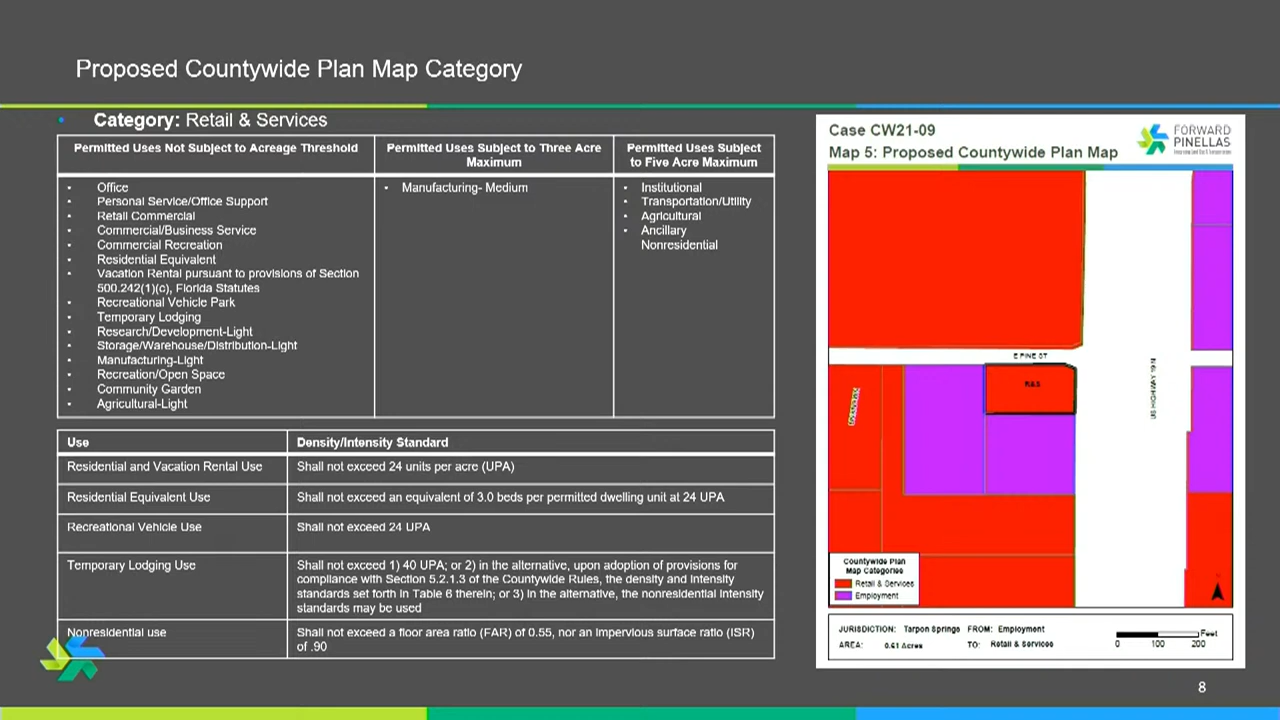 Proposed Countywide Plan Map Category
• Category: Retail & Services
Permitted Uses Not Subject to Acreage Threshold
Permitted Uses Subject to Three Acre
Maximum
Permitted Uses Subject
to Five Acre Maximum
• Office
• Personal Service/Office Support
• Retail Commercial
• Commercial/Business Service
• Commercial Recreation
• Residential Equivalent
• Vacation Rental pursuant to provisions of Section
500.242(1)(c), Florida Statutes
• Recreational Vehicle Park
• Temporary Lodging
• Research/Development-Light
• Storage/Warehouse/Distribution-Light
• Manufacturing-Light
• Recreation/Open Space
• Community Garden
• Agricultural-Light
• Manufacturing- Medium
• Institutional
• Transportation/Utility
• Agricultural
• Ancillary
Nonresidential
Use
Density/Intensity Standard
Residential and Vacation Rental Use
Shall not exceed 24 units per acre (UPA)
Residential Equivalent Use
Shall not exceed an equivalent of 3.0 beds per permitted dwelling unit at 24 UPA
Recreational Vehicle Use
Shall not exceed 24 UPA
Temporary Lodging Use
Shall not exceed 1) 40 UPA; or 2) in the alternative, upon adoption of provisions for
compliance with Section 5.2.1.3 of the Countywide Rules, the density and intensity
standards set forth in Table 6 therein; or 3) in the alternative, the nonresidential intensity
standards may be used
Nonresidential use
Shall not exceed a floor area ratio (FAR) of 0.55, nor an impervious surface ratio (ISR)
of .90
Case CW21-09
Map 5: Proposed Countywide Plan Map
FORWARD
PINELLAS
E PINE ST
R&S
US HIGHWAY 19 N
Countywide Plan
Map Categories
Retail & Services
Employment
JURISDICTION: Tarpon Springs FROM: Employment
AREA: 0.61 Acres TO: Retail & Services
Feet
0 100 200
8